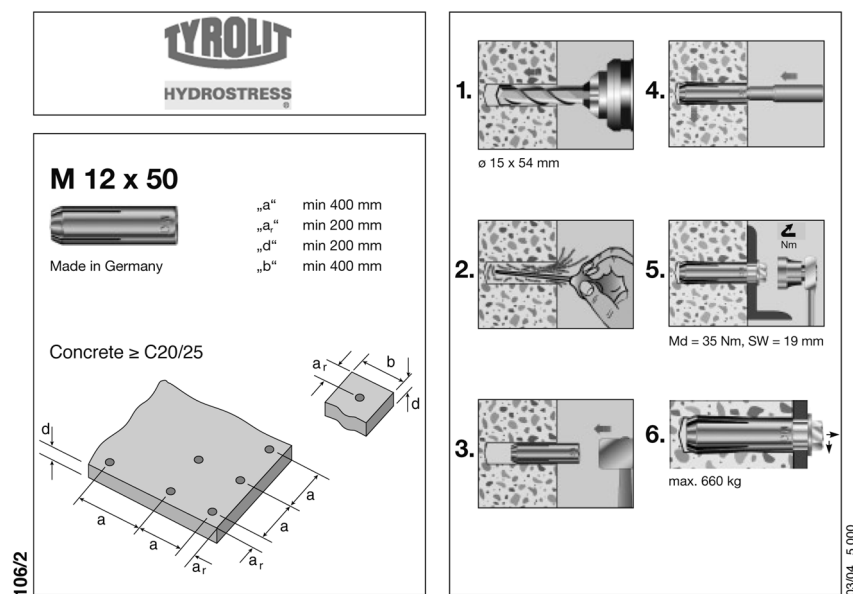 TYROLIT
HYDROSTRESS®
M 12 x 50
Made in Germany
„a“ min 400 mm
„ar“ min 200 mm
„d“ min 200 mm
„b“ min 400 mm
Concrete ≥ C20/25
ar
b
d
d
a
a
a
a
ar
ar
106/2
1.
ø 15 x 54 mm
2.
3.
4.
5.
Nm
Md = 35 Nm, SW = 19 mm
6.
max. 660 kg
03/04 5.000